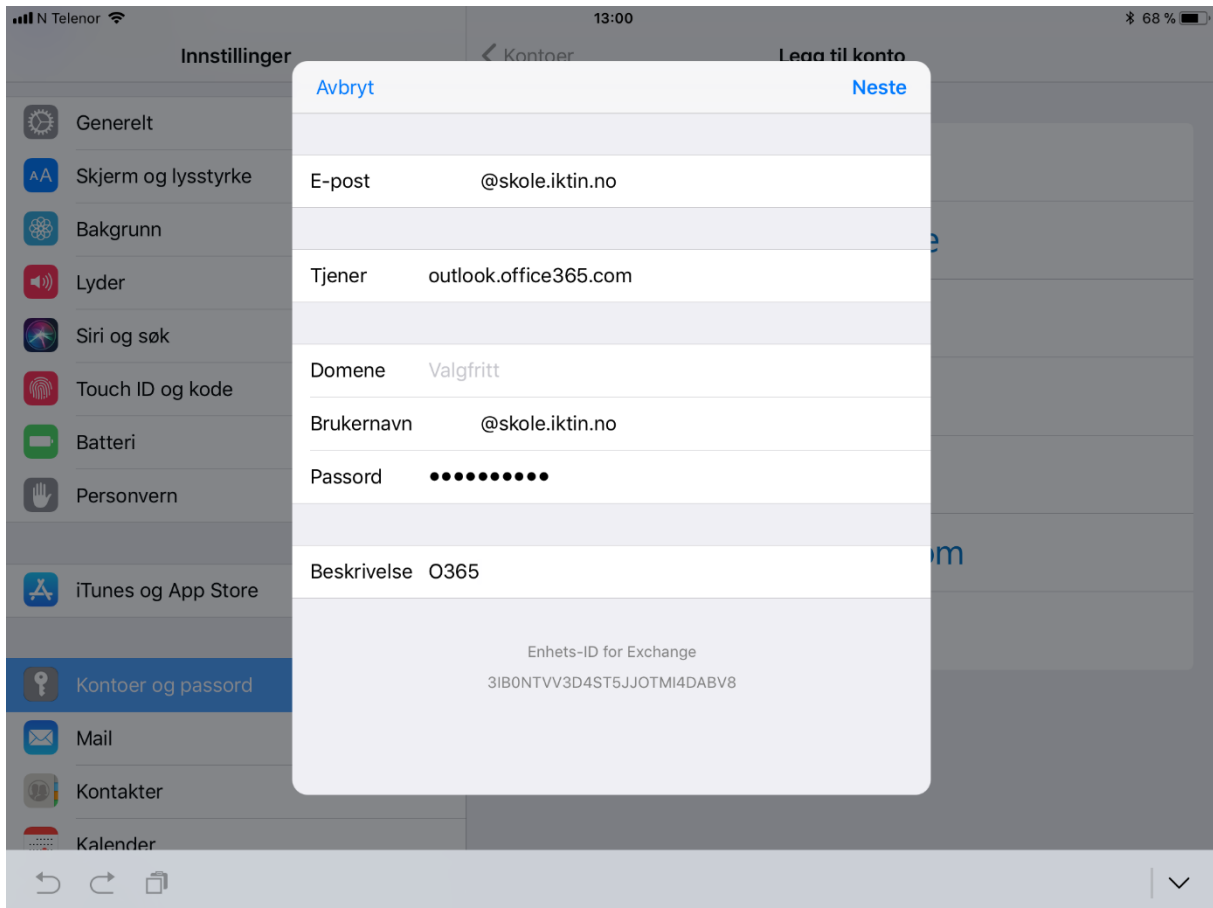 N Telenor 13:00 68 %
Innstillinger
Kontoer Legg til konto
Avbryt Neste
Generelt
Skjerm og lysstyrke
Bakgrunn
Lyder
Siri og søk
Touch ID og kode
Batteri
Personvern
iTunes og App Store
Kontoer og passord
Mail
Kontakter
Kalender
E-post @skole.iktin.no
Tjener outlook.office365.com
Domene Valgfritt
Brukernavn @skole.iktin.no
Passord ••••••••••
Beskrivelse O365
Enhets-ID for Exchange
3IB0NTVV3D4ST5JJOTMI4DABV8